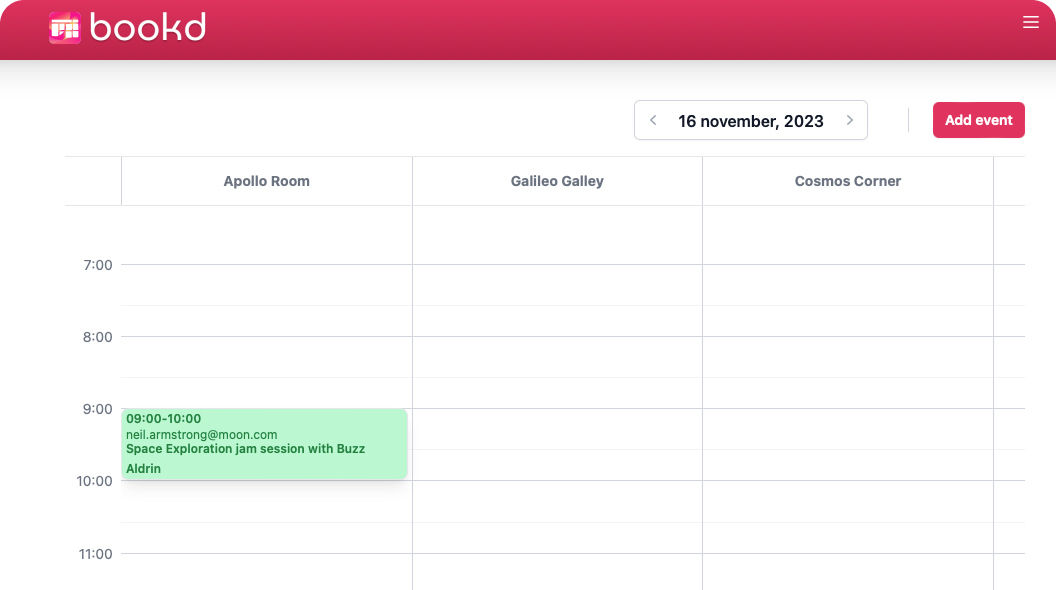 bookd
16 november, 2023
Add event
Apollo Room
Galileo Galley
Cosmos Corner
7:00
8:00
9:00
09:00-10:00
neil.armstrong@moon.com
Space Exploration jam session with Buzz
Aldrin
10:00
11:00